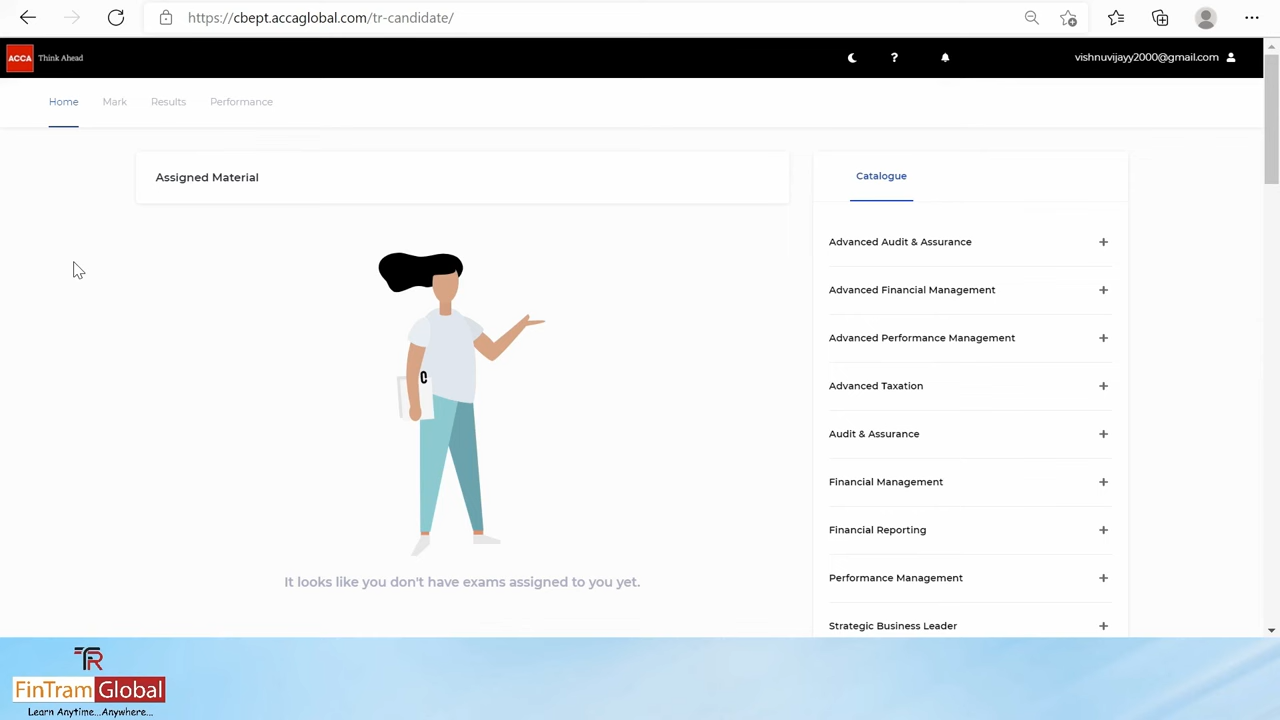 https://cbept.accaglobal.com/tr-candidate/
ACCA Think Ahead
?
vishnuvijayy2000@gmail.com
Home Mark Results Performance
Assigned Material
Catalogue
Advanced Audit & Assurance +
Advanced Financial Management +
Advanced Performance Management +
Advanced Taxation +
Audit & Assurance +
Financial Management +
Financial Reporting +
Performance Management +
Strategic Business Leader +
It looks like you don't have exams assigned to you yet.
FinTram Global
Learn Anytime...Anywhere...